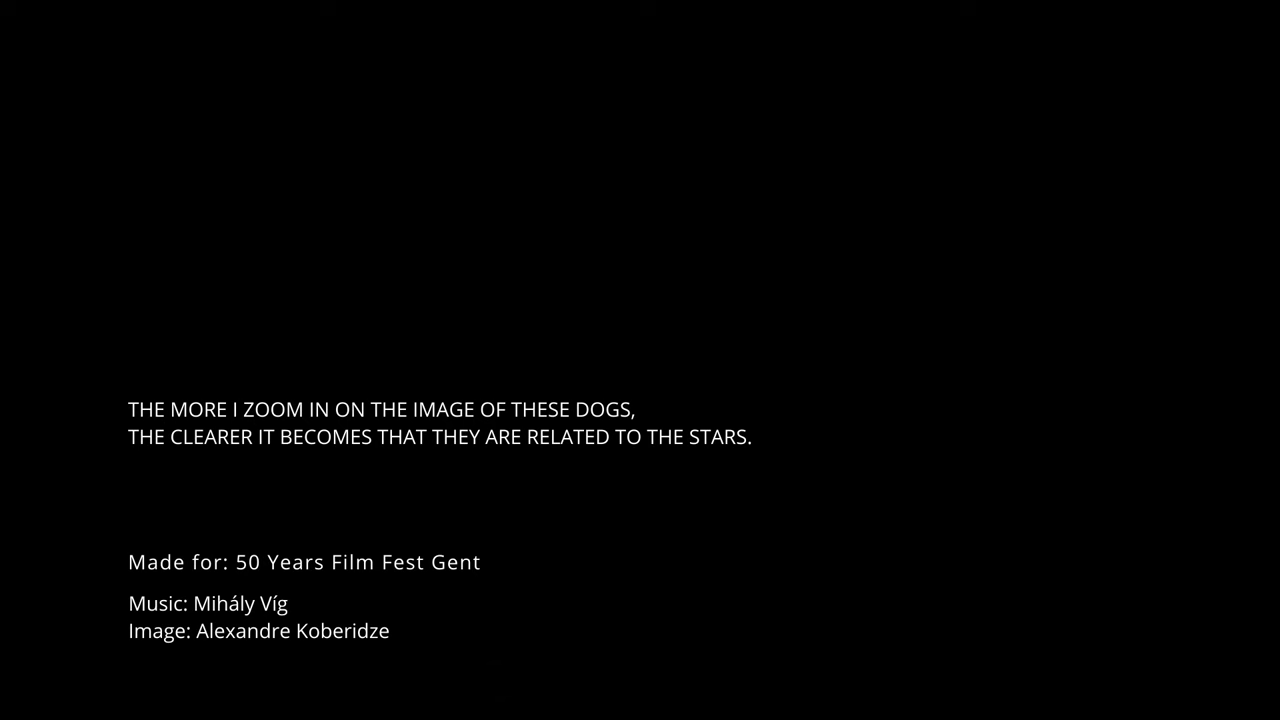 THE MORE I ZOOM IN ON THE IMAGE OF THESE DOGS,
THE CLEARER IT BECOMES THAT THEY ARE RELATED TO THE STARS.
Made for: 50 Years Film Fest Gent
Music: Mihály Víg
Image: Alexandre Koberidze